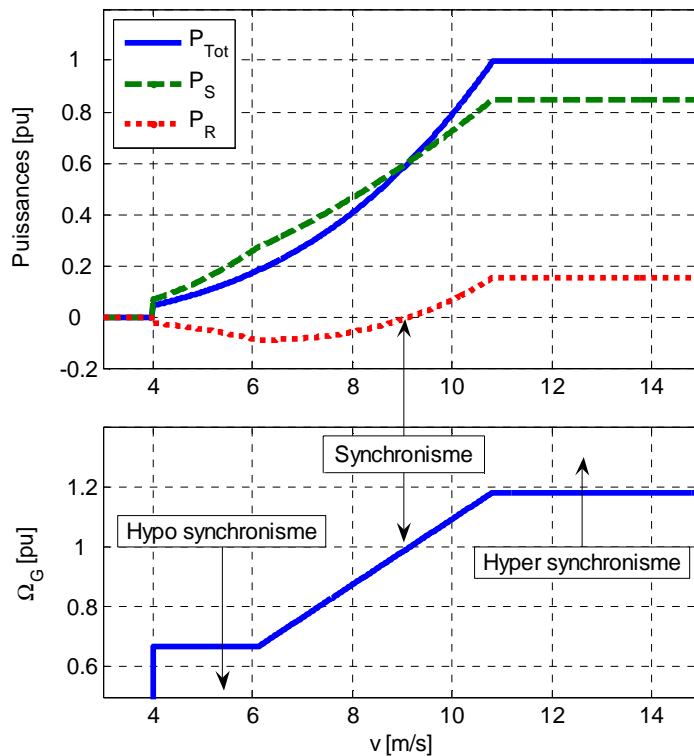 P_Tot
P_S
P_R
Puissances [pu]
1
0.8
0.6
0.4
0.2
0
-0.2
4 6 8 10 12 14
Synchronisme
Hypo synchronisme
Hyper synchronisme
Ω_G [pu]
1.2
1
0.8
0.6
4 6 8 10 12 14
v [m/s]